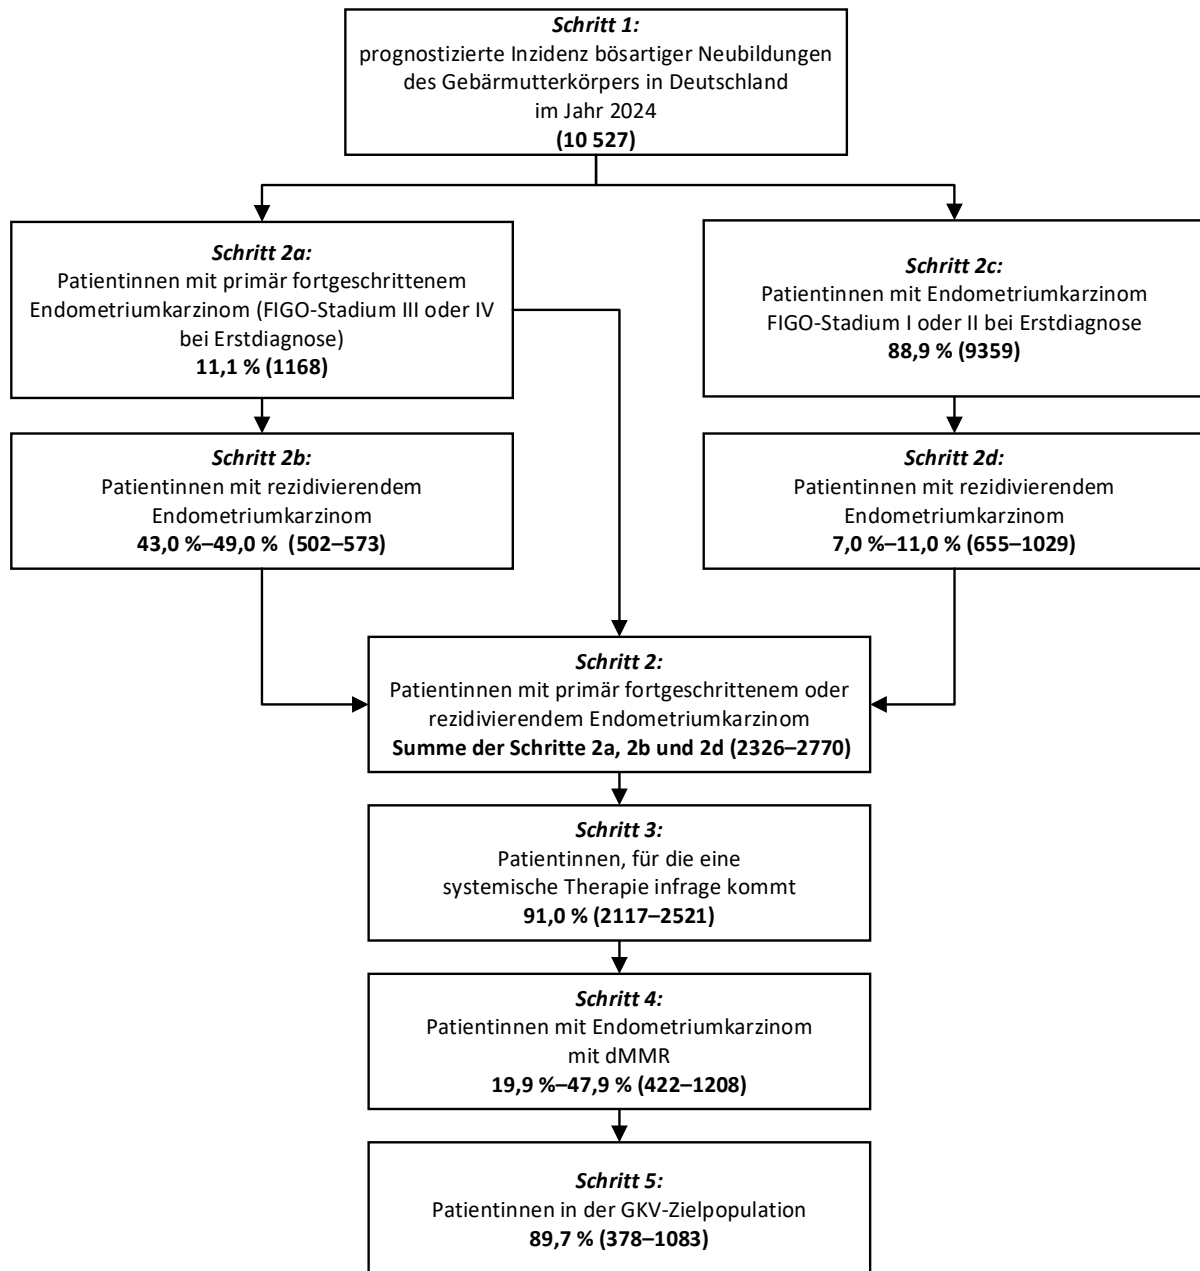 Schritt 1:
prognostizierte Inzidenz bösartiger Neubildungen
des Gebärmutterkörpers in Deutschland
im Jahr 2024
(10 527)
Schritt 2a:
Patientinnen mit primär fortgeschrittenem
Endometriumkarzinom (FIGO-Stadium III oder IV
bei Erstdiagnose)
11,1 % (1168)
Schritt 2c:
Patientinnen mit Endometriumkarzinom
FIGO-Stadium I oder II bei Erstdiagnose
88,9 % (9359)
Schritt 2b:
Patientinnen mit rezidivierendem
Endometriumkarzinom
43,0 %–49,0 % (502–573)
Schritt 2d:
Patientinnen mit rezidivierendem
Endometriumkarzinom
7,0 %–11,0 % (655–1029)
Schritt 2:
Patientinnen mit primär fortgeschrittenem oder
rezidivierendem Endometriumkarzinom
Summe der Schritte 2a, 2b und 2d (2326–2770)
Schritt 3:
Patientinnen, für die eine
systemische Therapie infrage kommt
91,0 % (2117–2521)
Schritt 4:
Patientinnen mit Endometriumkarzinom
mit dMMR
19,9 %–47,9 % (422–1208)
Schritt 5:
Patientinnen in der GKV-Zielpopulation
89,7 % (378–1083)